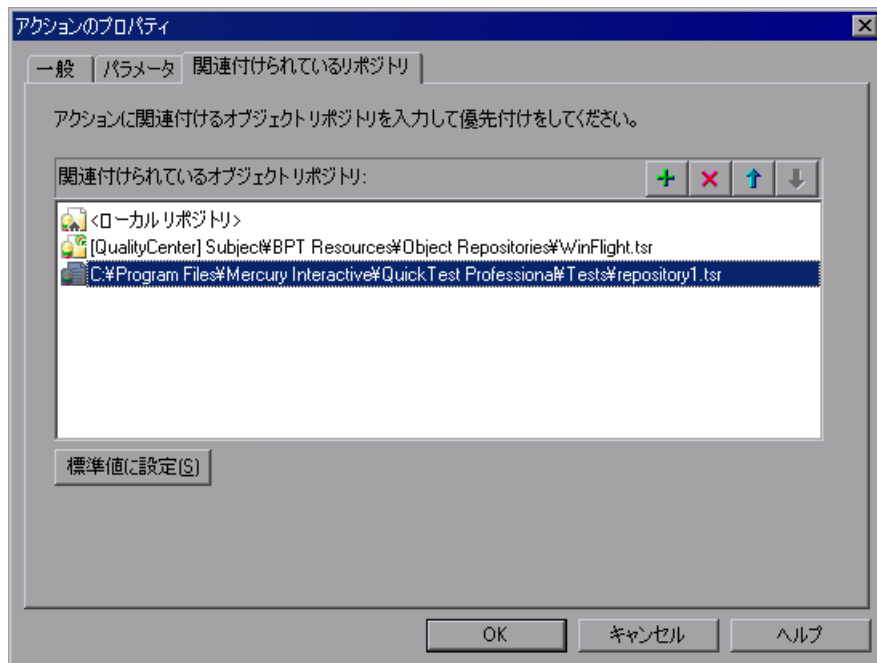 アクションのプロパティ
一般 パラメータ 関連付けられているリポジトリ
アクションに関連付けるオブジェクト リポジトリを入力して優先付けをしてください。
関連付けられているオブジェクト リポジトリ:
<ローカル リポジトリ>
[QualityCenter] Subject¥BPT Resources¥Object Repositories¥WinFlight.tsr
C:¥Program Files¥Mercury Interactive¥QuickTest Professional¥Tests¥repository1.tsr
標準値に設定(S)
OK キャンセル ヘルプ